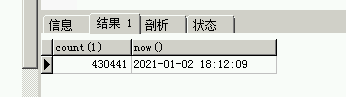 信息 结果 1 剖析 状态
count(1) now()
430441 2021-01-02 18:12:09